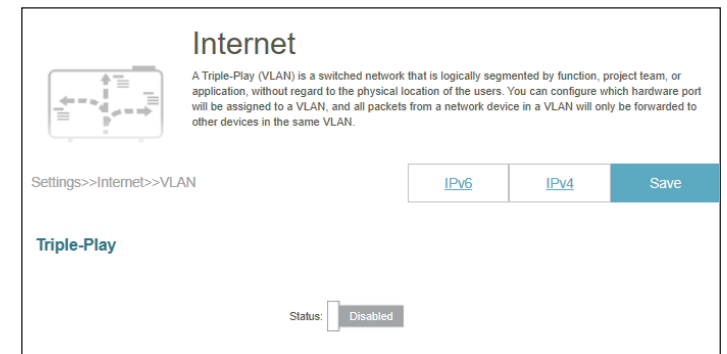 Internet
A Triple-Play (VLAN) is a switched network that is logically segmented by function, project team, or
application, without regard to the physical location of the users. You can configure which hardware port
will be assigned to a VLAN, and all packets from a network device in a VLAN will only be forwarded to
other devices in the same VLAN.
Settings>>Internet>>VLAN
IPv6
IPv4
Save
Triple-Play
Status:
Disabled